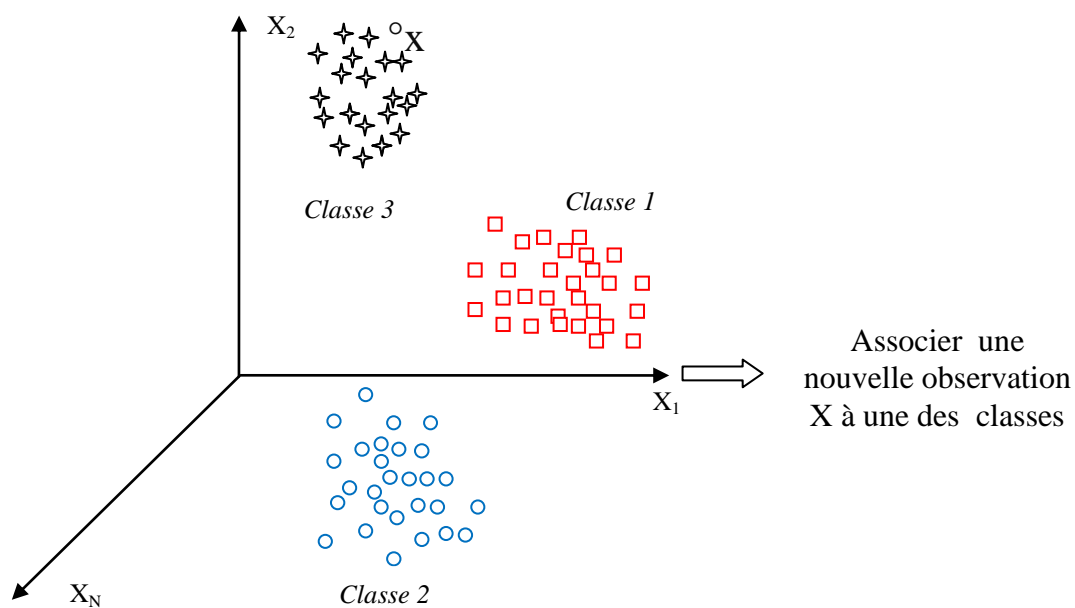 X₂
X
Classe 3
Classe 1
X₁
Associer une
nouvelle observation
X à une des classes
Classe 2
X_N